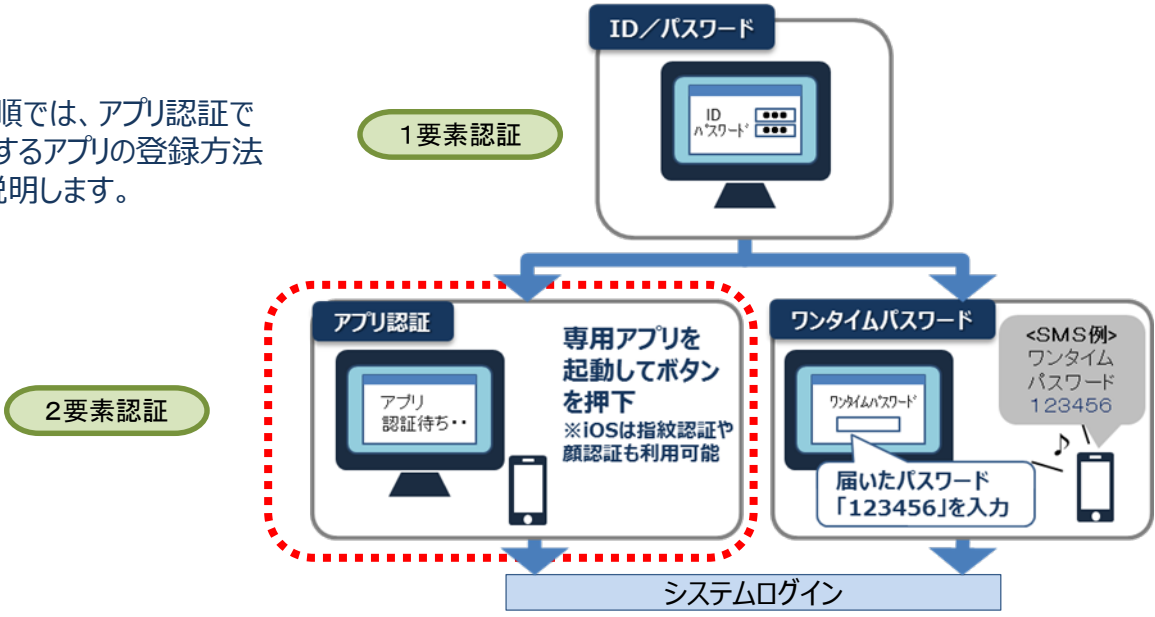 ID／パスワード
ID
パスワード
順では、アプリ認証で
するアプリの登録方法
説明します。
1要素認証
アプリ認証
アプリ
認証待ち・・
専用アプリを
起動してボタン
を押下
※iOSは指紋認証や
顔認証も利用可能
ワンタイムパスワード
ワンタイムパスワード
<SMS例>
ワンタイム
パスワード
123456
届いたパスワード
「123456」を入力
2要素認証
システムログイン